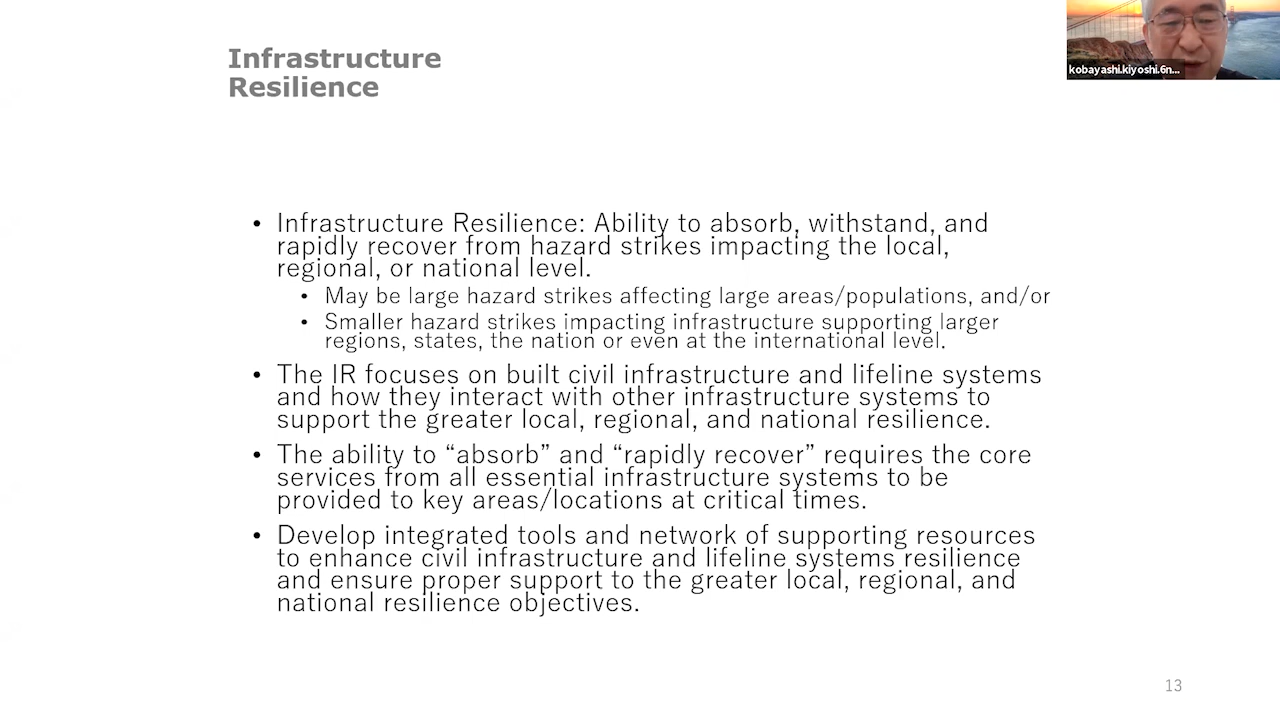 Infrastructure
Resilience
kobayashi.kiyoshi.6n...
• Infrastructure Resilience: Ability to absorb, withstand, and
rapidly recover from hazard strikes impacting the local,
regional, or national level.
• May be large hazard strikes affecting large areas/populations, and/or
• Smaller hazard strikes impacting infrastructure supporting larger
regions, states, the nation or even at the international level.
• The IR focuses on built civil infrastructure and lifeline systems
and how they interact with other infrastructure systems to
support the greater local, regional, and national resilience.
• The ability to “absorb” and “rapidly recover” requires the core
services from all essential infrastructure systems to be
provided to key areas/locations at critical times.
• Develop integrated tools and network of supporting resources
to enhance civil infrastructure and lifeline systems resilience
and ensure proper support to the greater local, regional, and
national resilience objectives.
13